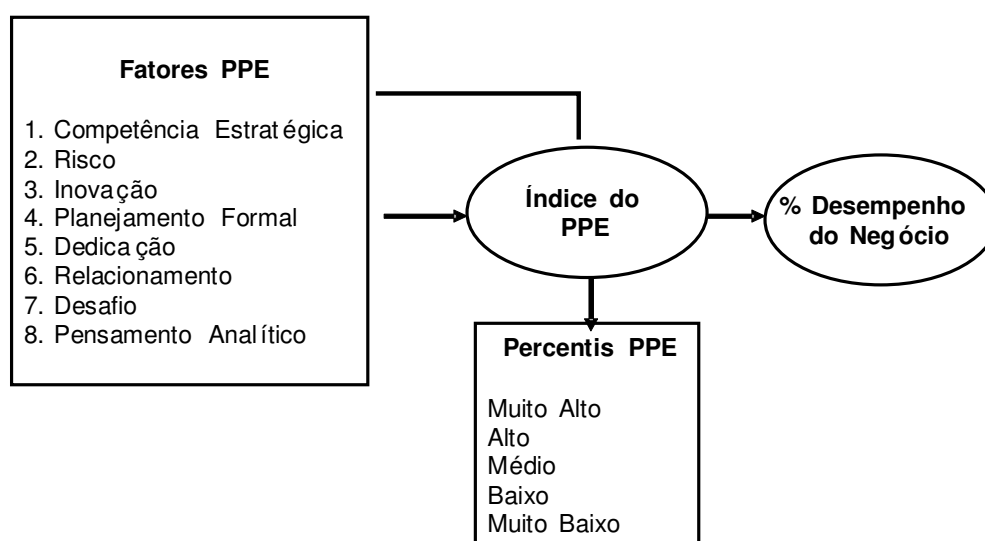 Fatores PPE
1. Competência Estratégica
2. Risco
3. Inovação
4. Planejamento Formal
5. Dedicação
6. Relacionamento
7. Desafio
8. Pensamento Analítico
Índice do
PPE
% Desempenho
do Negócio
Percentis PPE
Muito Alto
Alto
Médio
Baixo
Muito Baixo